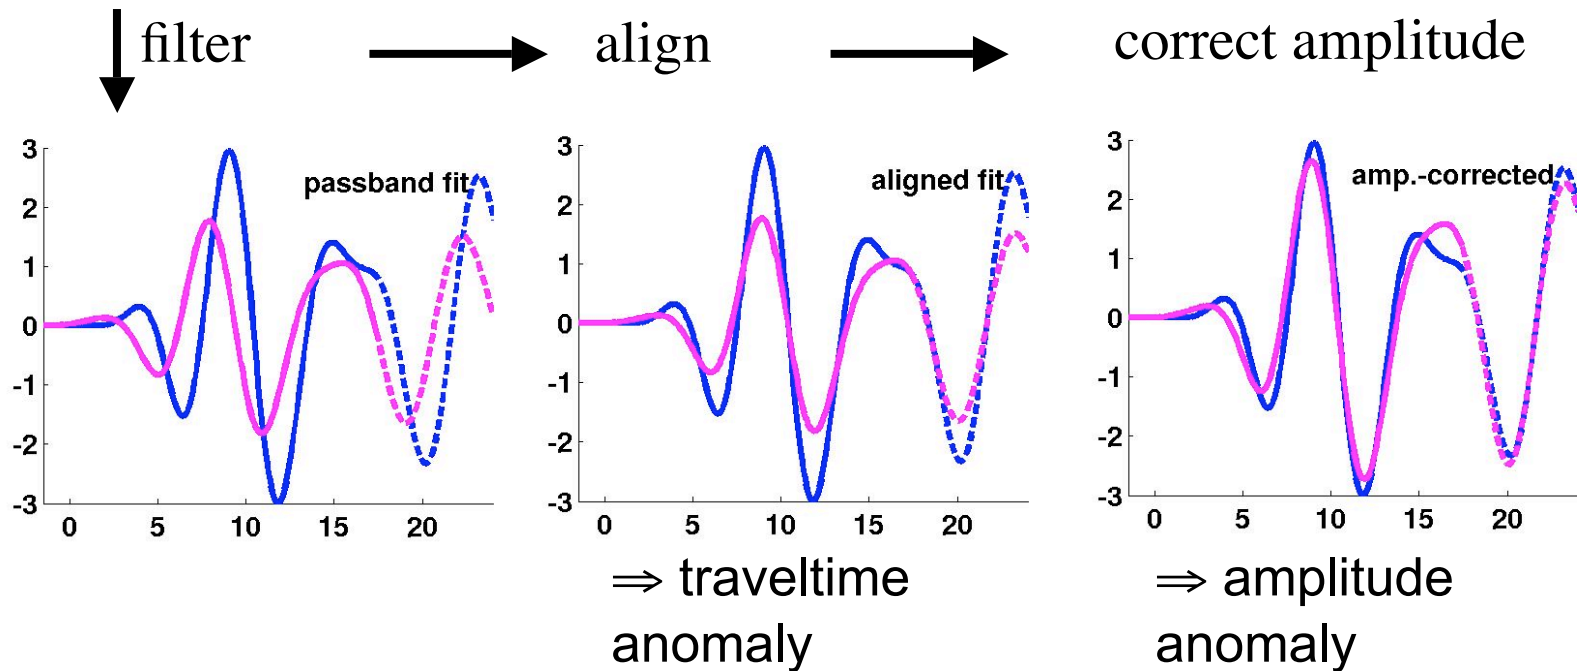 filter
align
correct amplitude
passband fit
3
2
1
0
-1
-2
-3
0 5 10 15 20
aligned fit
3
2
1
0
-1
-2
-3
0 5 10 15 20
amp.-corrected
3
2
1
0
-1
-2
-3
0 5 10 15 20
⇒ traveltime
anomaly
⇒ amplitude
anomaly